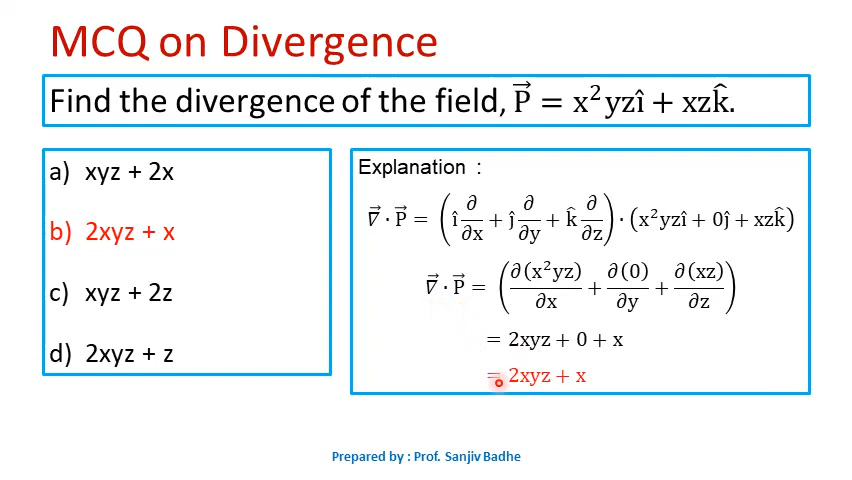 MCQ on Divergence
Find the divergence of the field, P⃗ = x²yzî + xzk̂.
a) xyz + 2x
b) 2xyz + x
c) xyz + 2z
d) 2xyz + z
Explanation :
∇⃗ · P⃗ = (î ∂/∂x + ĵ ∂/∂y + k̂ ∂/∂z) · (x²yzî + 0ĵ + xzk̂)
∇⃗ · P⃗ = (∂(x²yz)/∂x + ∂(0)/∂y + ∂(xz)/∂z)
= 2xyz + 0 + x
= 2xyz + x
Prepared by : Prof. Sanjiv Badhe